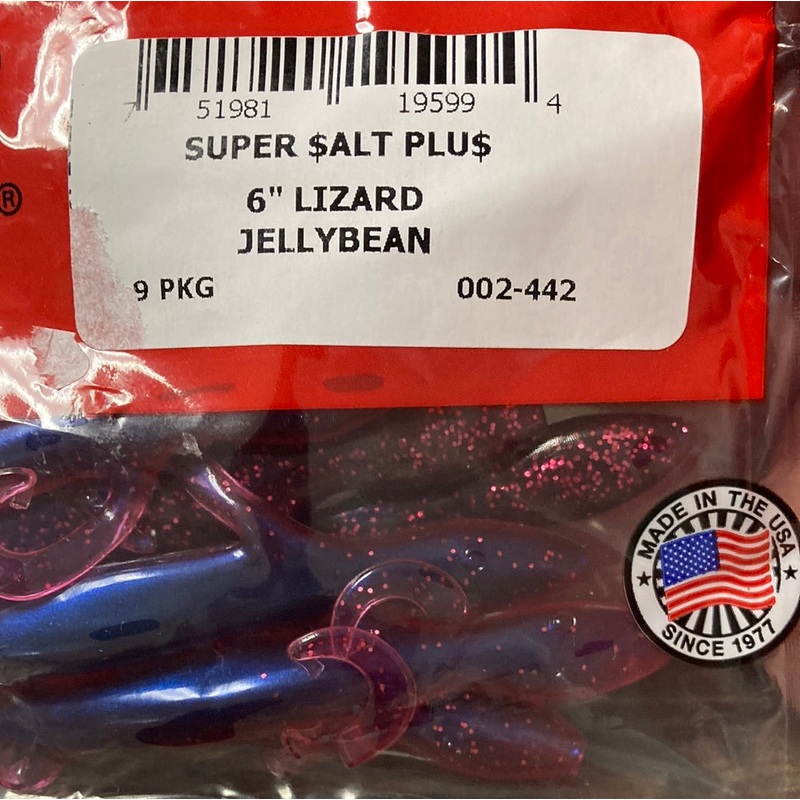 7 51981 19599 4
SUPER $ALT PLU$
6" LIZARD
JELLYBEAN
9 PKG 002-442
®
MADE IN THE USA
SINCE 1977